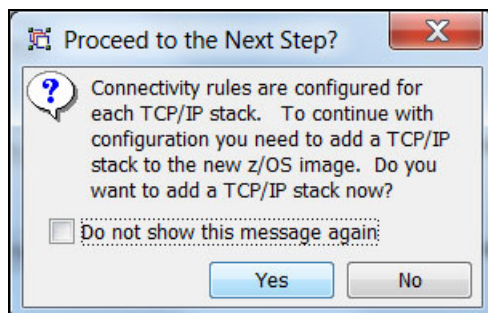 Proceed to the Next Step?
X
?
Connectivity rules are configured for
each TCP/IP stack.  To continue with
configuration you need to add a TCP/IP
stack to the new z/OS image.  Do you
want to add a TCP/IP stack now?
Do not show this message again
Yes No